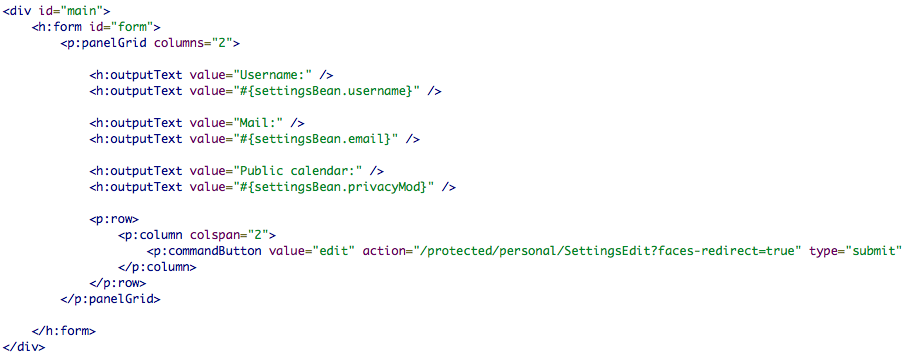 <div id="main">
    <h:form id="form">
        <p:panelGrid columns="2">

            <h:outputText value="Username:" />
            <h:outputText value="#{settingsBean.username}" />

            <h:outputText value="Mail:" />
            <h:outputText value="#{settingsBean.email}" />

            <h:outputText value="Public calendar:" />
            <h:outputText value="#{settingsBean.privacyMod}" />

            <p:row>
                <p:column colspan="2">
                    <p:commandButton value="edit" action="/protected/personal/SettingsEdit?faces-redirect=true" type="submit"
                </p:column>
            </p:row>
        </p:panelGrid>

    </h:form>
</div>